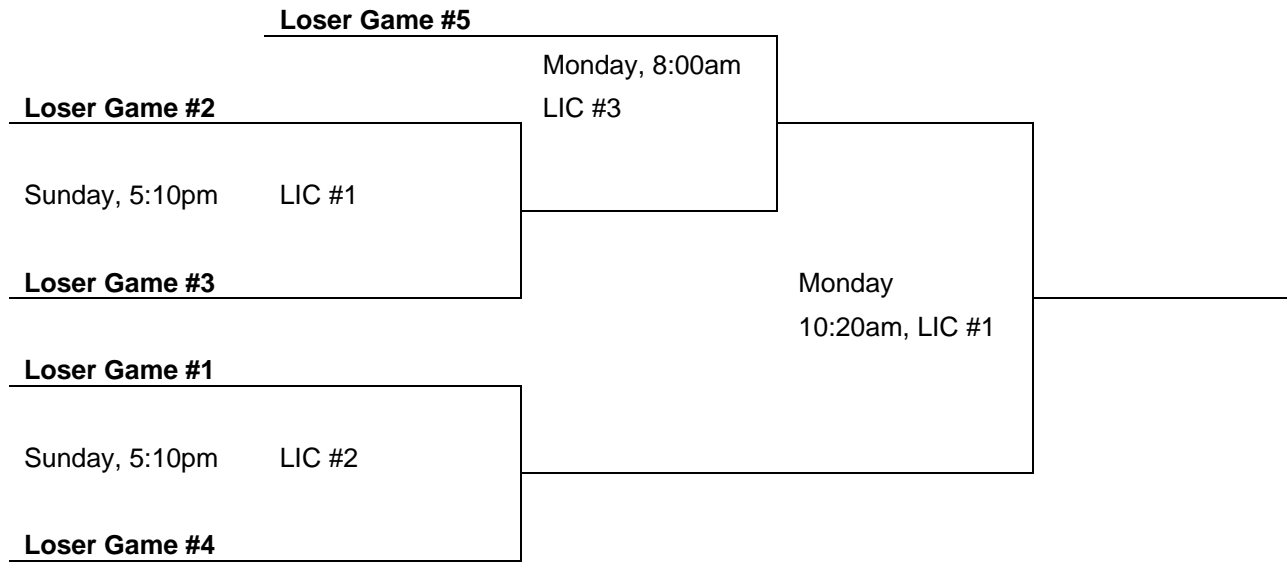 Loser Game #5
Monday, 8:00am
Loser Game #2
LIC #3
Sunday, 5:10pm LIC #1
Loser Game #3
Monday
10:20am, LIC #1
Loser Game #1
Sunday, 5:10pm LIC #2
Loser Game #4